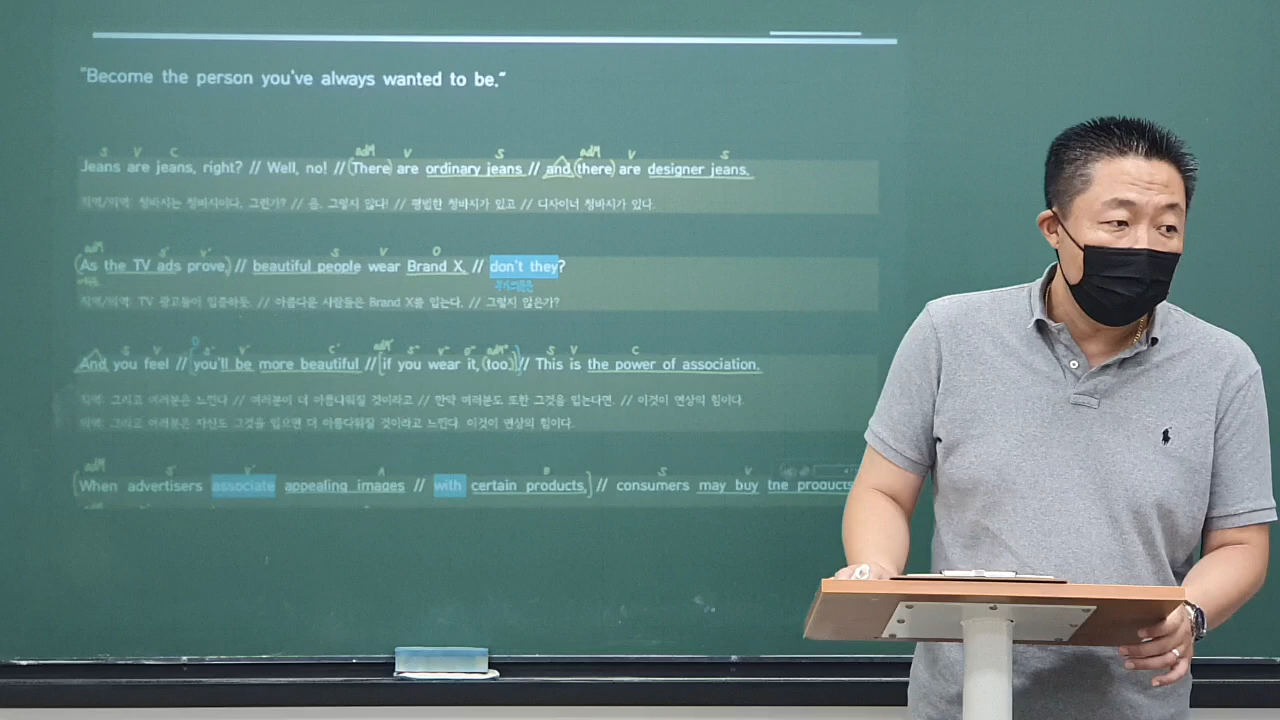 "Become the person you've always wanted to be."
S V C adM V S adM V S
Jeans are jeans, right? // Well, no! // (There) are ordinary jeans // and (there) are designer jeans.
직역/의역: 청바지는 청바지이다, 그런가? // 음, 그렇지 않다! // 평범한 청바지가 있고 // 디자이너 청바지가 있다.
adM S' V' S V O
(As the TV ads prove,) // beautiful people wear Brand X, // don't they?
부가의문문
직역/의역: TV 광고들이 입증하듯, // 아름다운 사람들은 Brand X를 입는다, // 그렇지 않은가?
S V O S' V' C' S V C
And you feel // [you'll be more beautiful // [if you wear it, (too.)]] // This is the power of association.
직역: 그리고 여러분은 느낀다 // 여러분이 더 아름다워질 것이라고 // 만약 여러분도 또한 그것을 입는다면. // 이것이 연상의 힘이다.
의역: 그리고 여러분은 자신도 그것을 입으면 더 아름다워질 것이라고 느낀다. 이것이 연상의 힘이다.
adM S' V' A B S V
(When advertisers associate appealing images // with certain products,) // consumers may buy the products